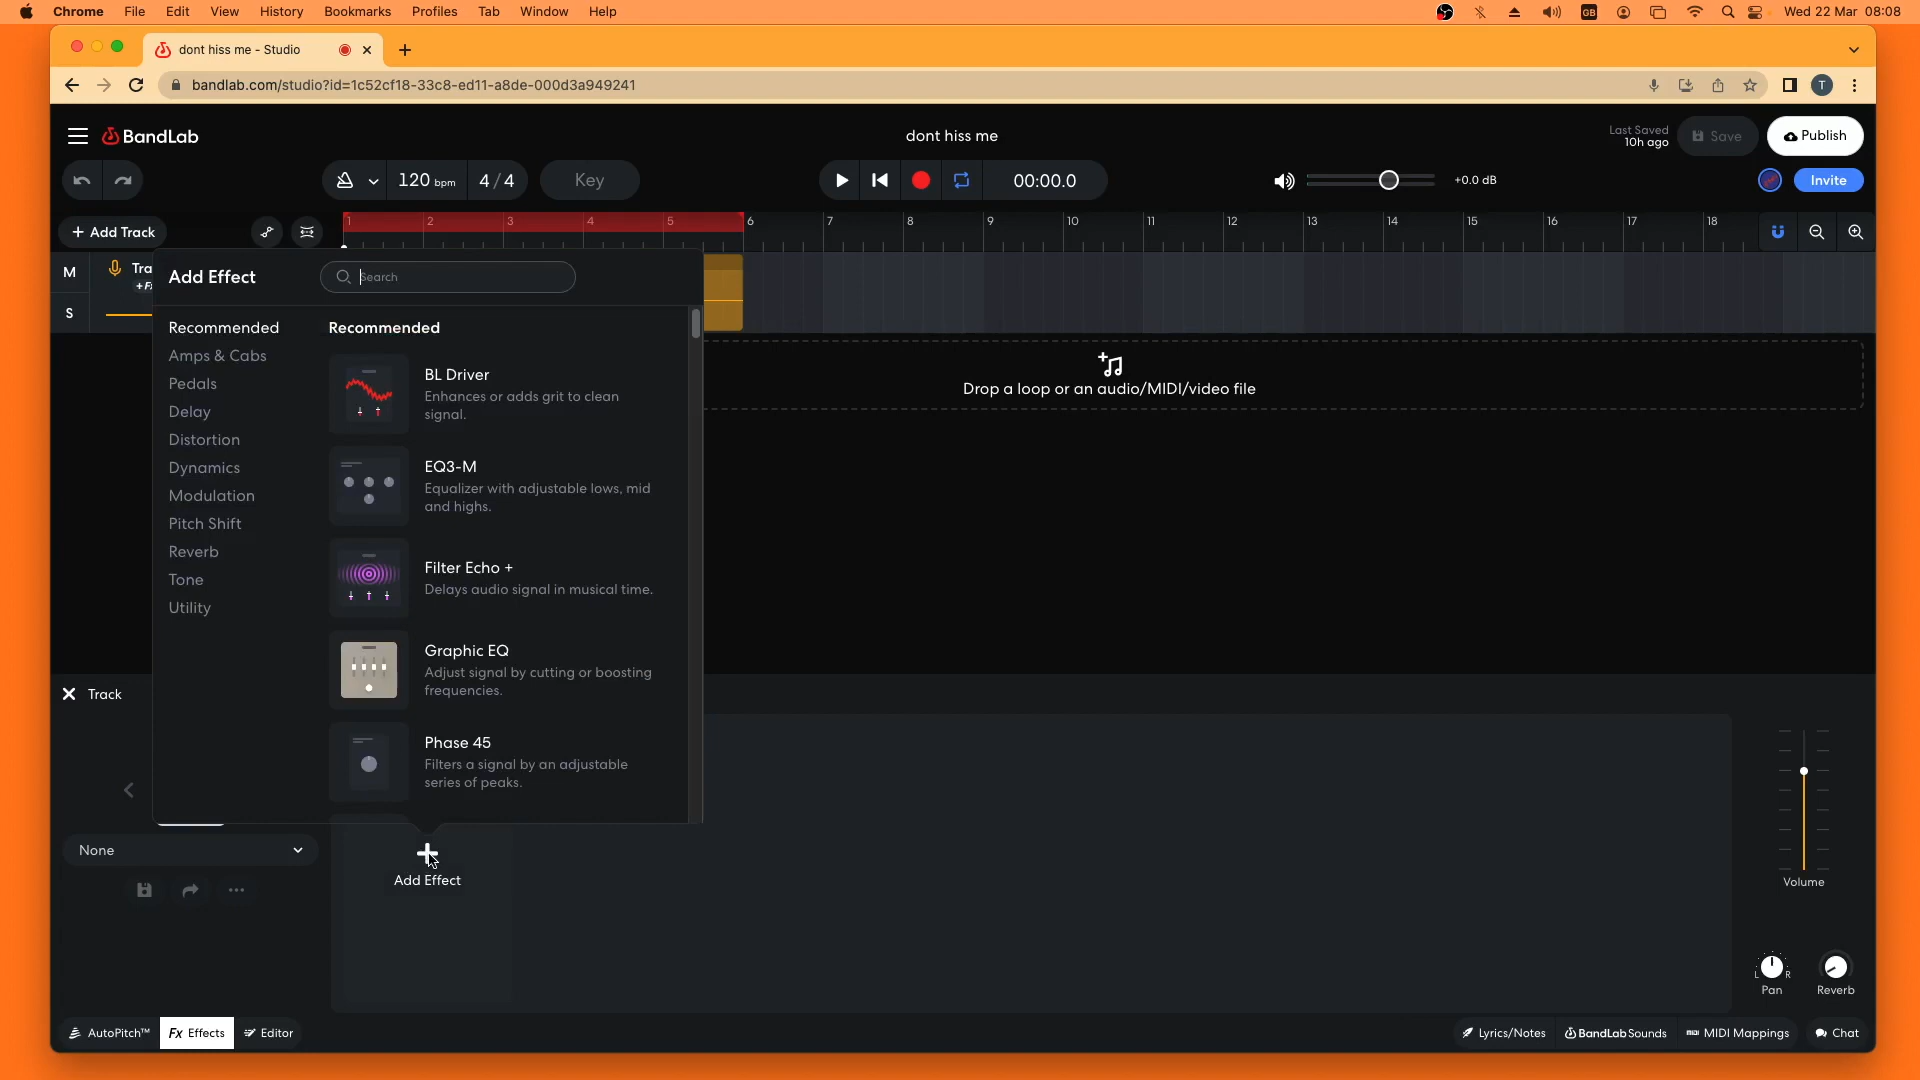 Chrome File Edit View History Bookmarks Profiles Tab Window Help GB Wed 22 Mar 08:08
dont hiss me - Studio
bandlab.com/studio?id=1c52cf18-33c8-ed11-a8de-000d3a949241 T
BandLab
dont hiss me
Last Saved
10h ago
Save
Publish
120 bpm 4/4 Key 00:00.0 +0.0 dB Invite
+ Add Track
1 2 3 4 5 6 7 8 9 10 11 12 13 14 15 16 17 18
M
S
Tra
Add Effect
Search
Recommended
Amps & Cabs
Pedals
Delay
Distortion
Dynamics
Modulation
Pitch Shift
Reverb
Tone
Utility
Recommended
BL Driver
Enhances or adds grit to clean
signal.
EQ3-M
Equalizer with adjustable lows, mid
and highs.
Filter Echo +
Delays audio signal in musical time.
Graphic EQ
Adjust signal by cutting or boosting
frequencies.
Phase 45
Filters a signal by an adjustable
series of peaks.
Drop a loop or an audio/MIDI/video file
Track
None
Add Effect
Volume
L R
Pan
Reverb
AutoPitch™ Fx Effects Editor Lyrics/Notes BandLab Sounds MIDI Mappings Chat